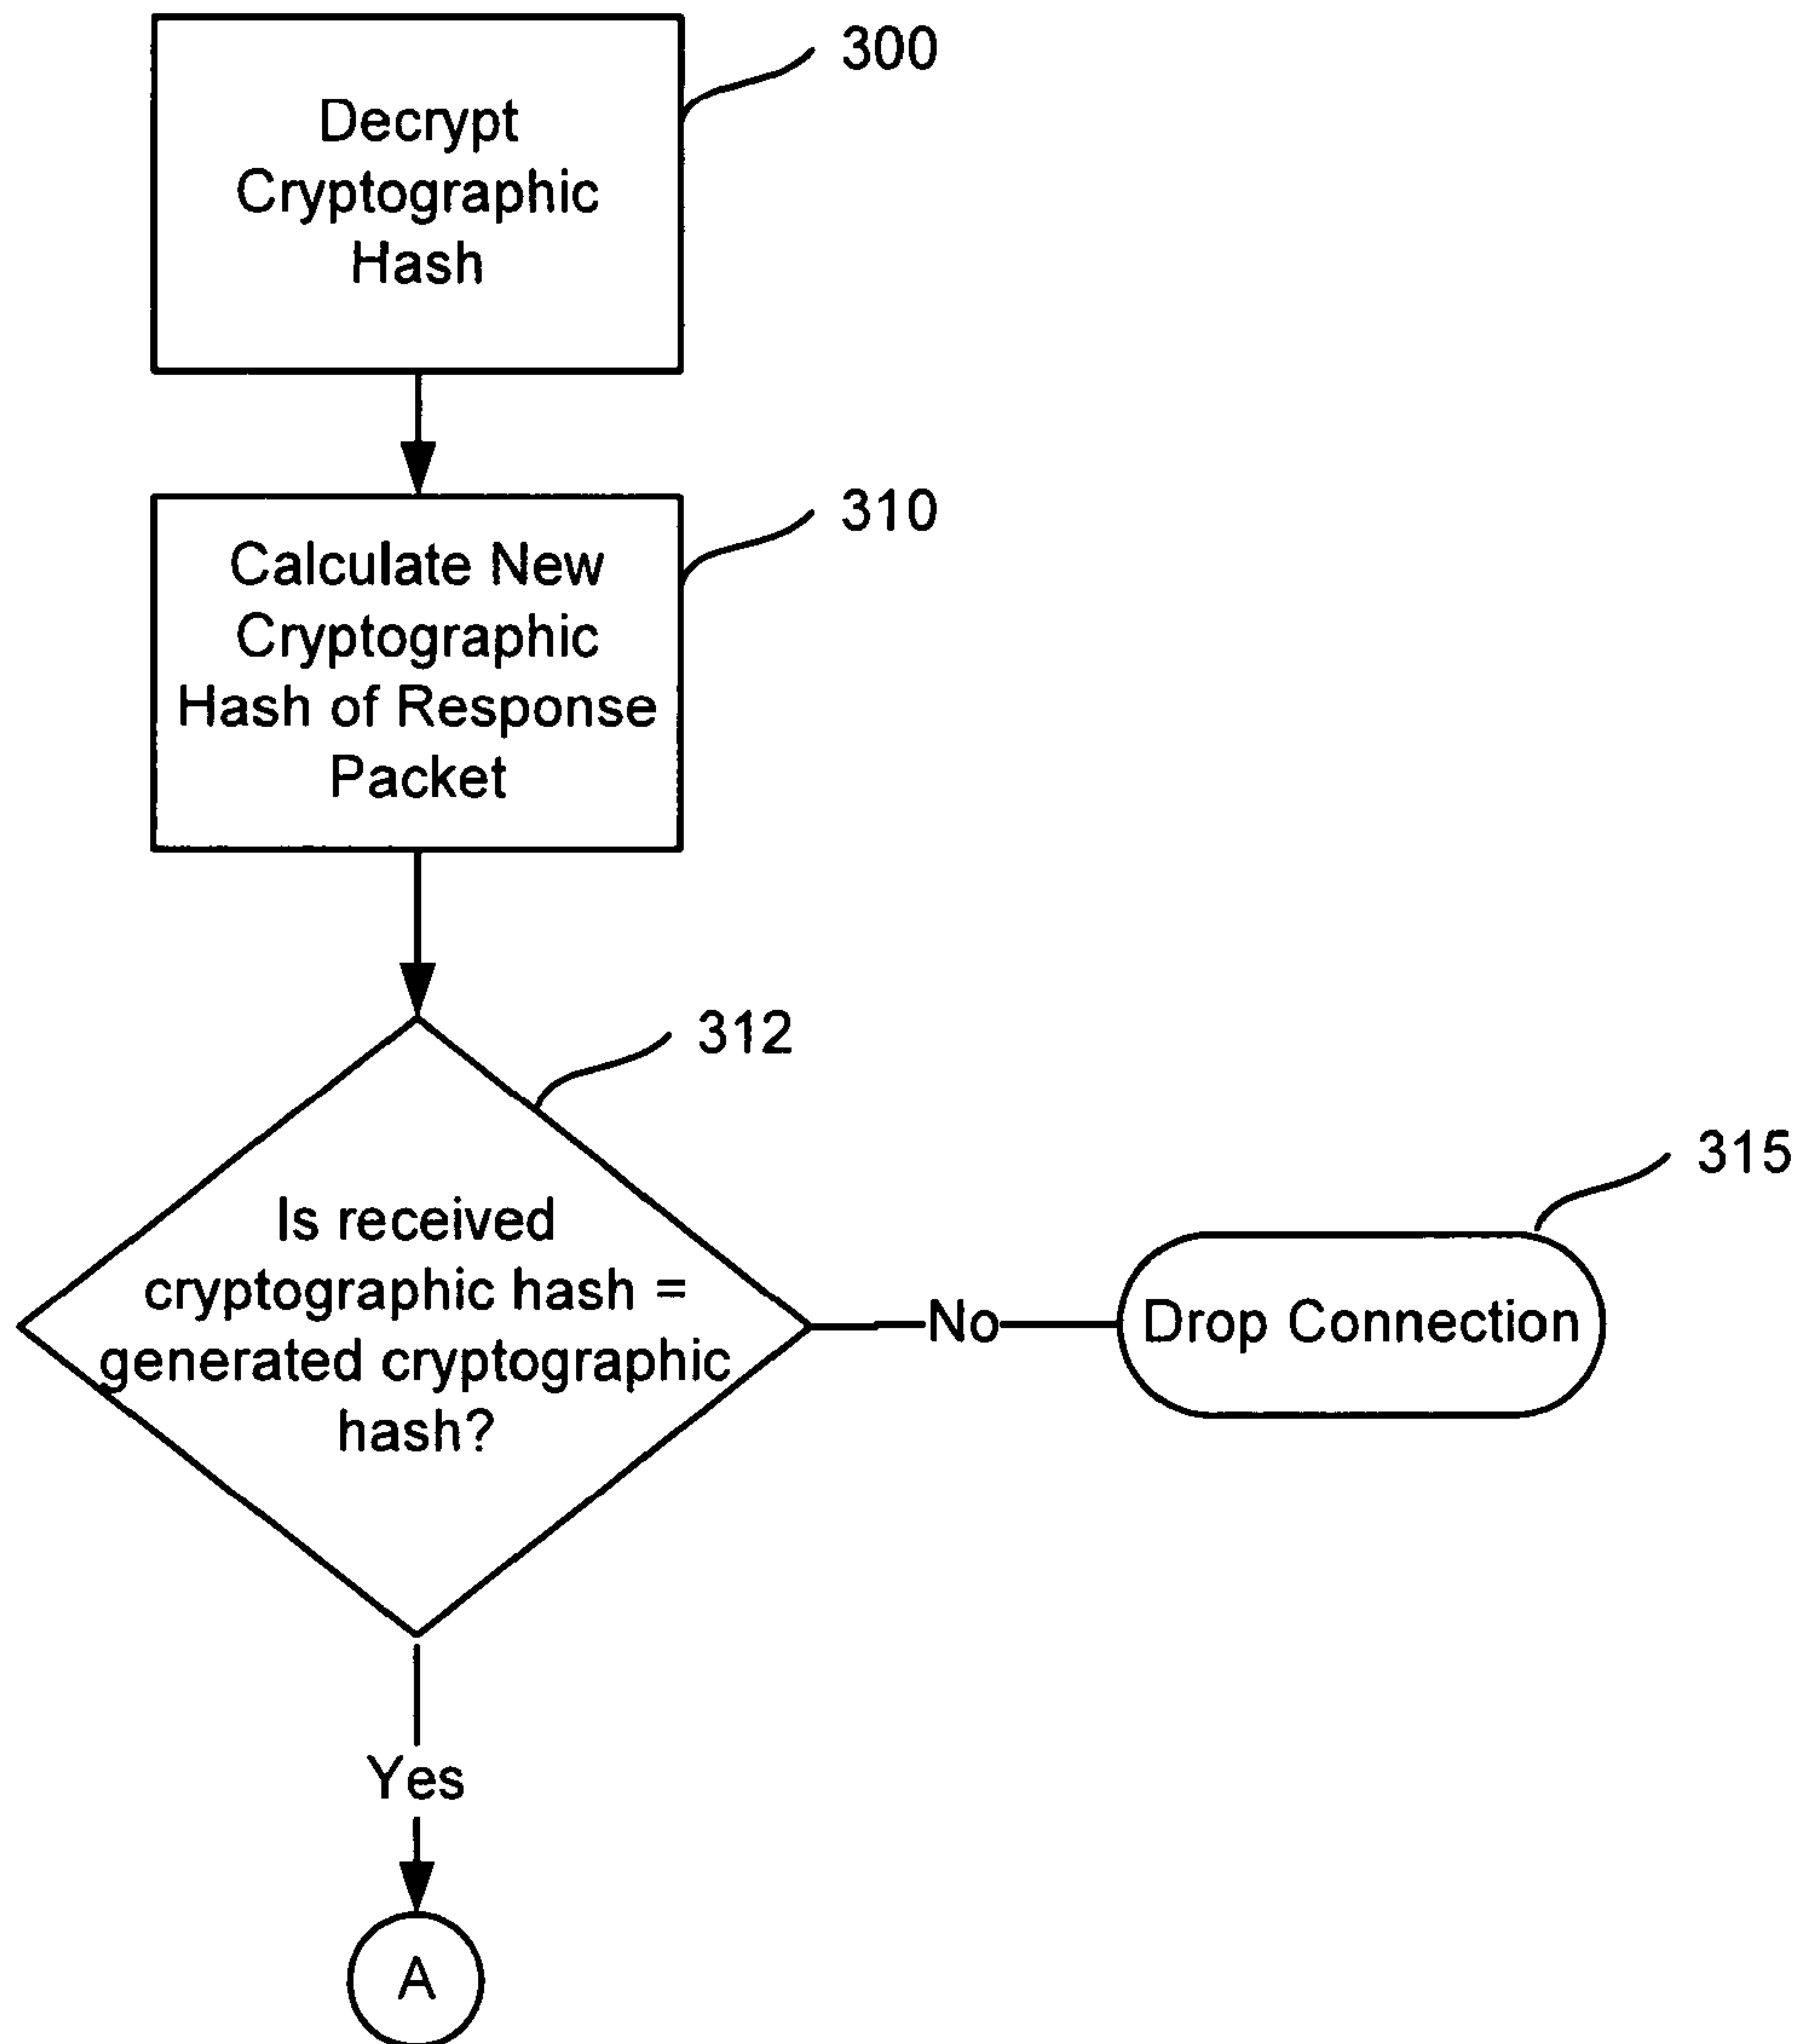 300
Decrypt
Cryptographic
Hash
310
Calculate New
Cryptographic
Hash of Response
Packet
312
315
Is received
cryptographic hash =
generated cryptographic
hash?
No
Drop Connection
Yes
A